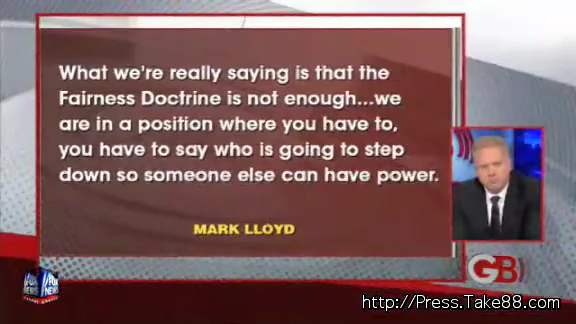 What we're really saying is that the
Fairness Doctrine is not enough...we
are in a position where you have to,
you have to say who is going to step
down so someone else can have power.
MARK LLOYD
GB
FOX
NEWS
http://Press.Take88.com